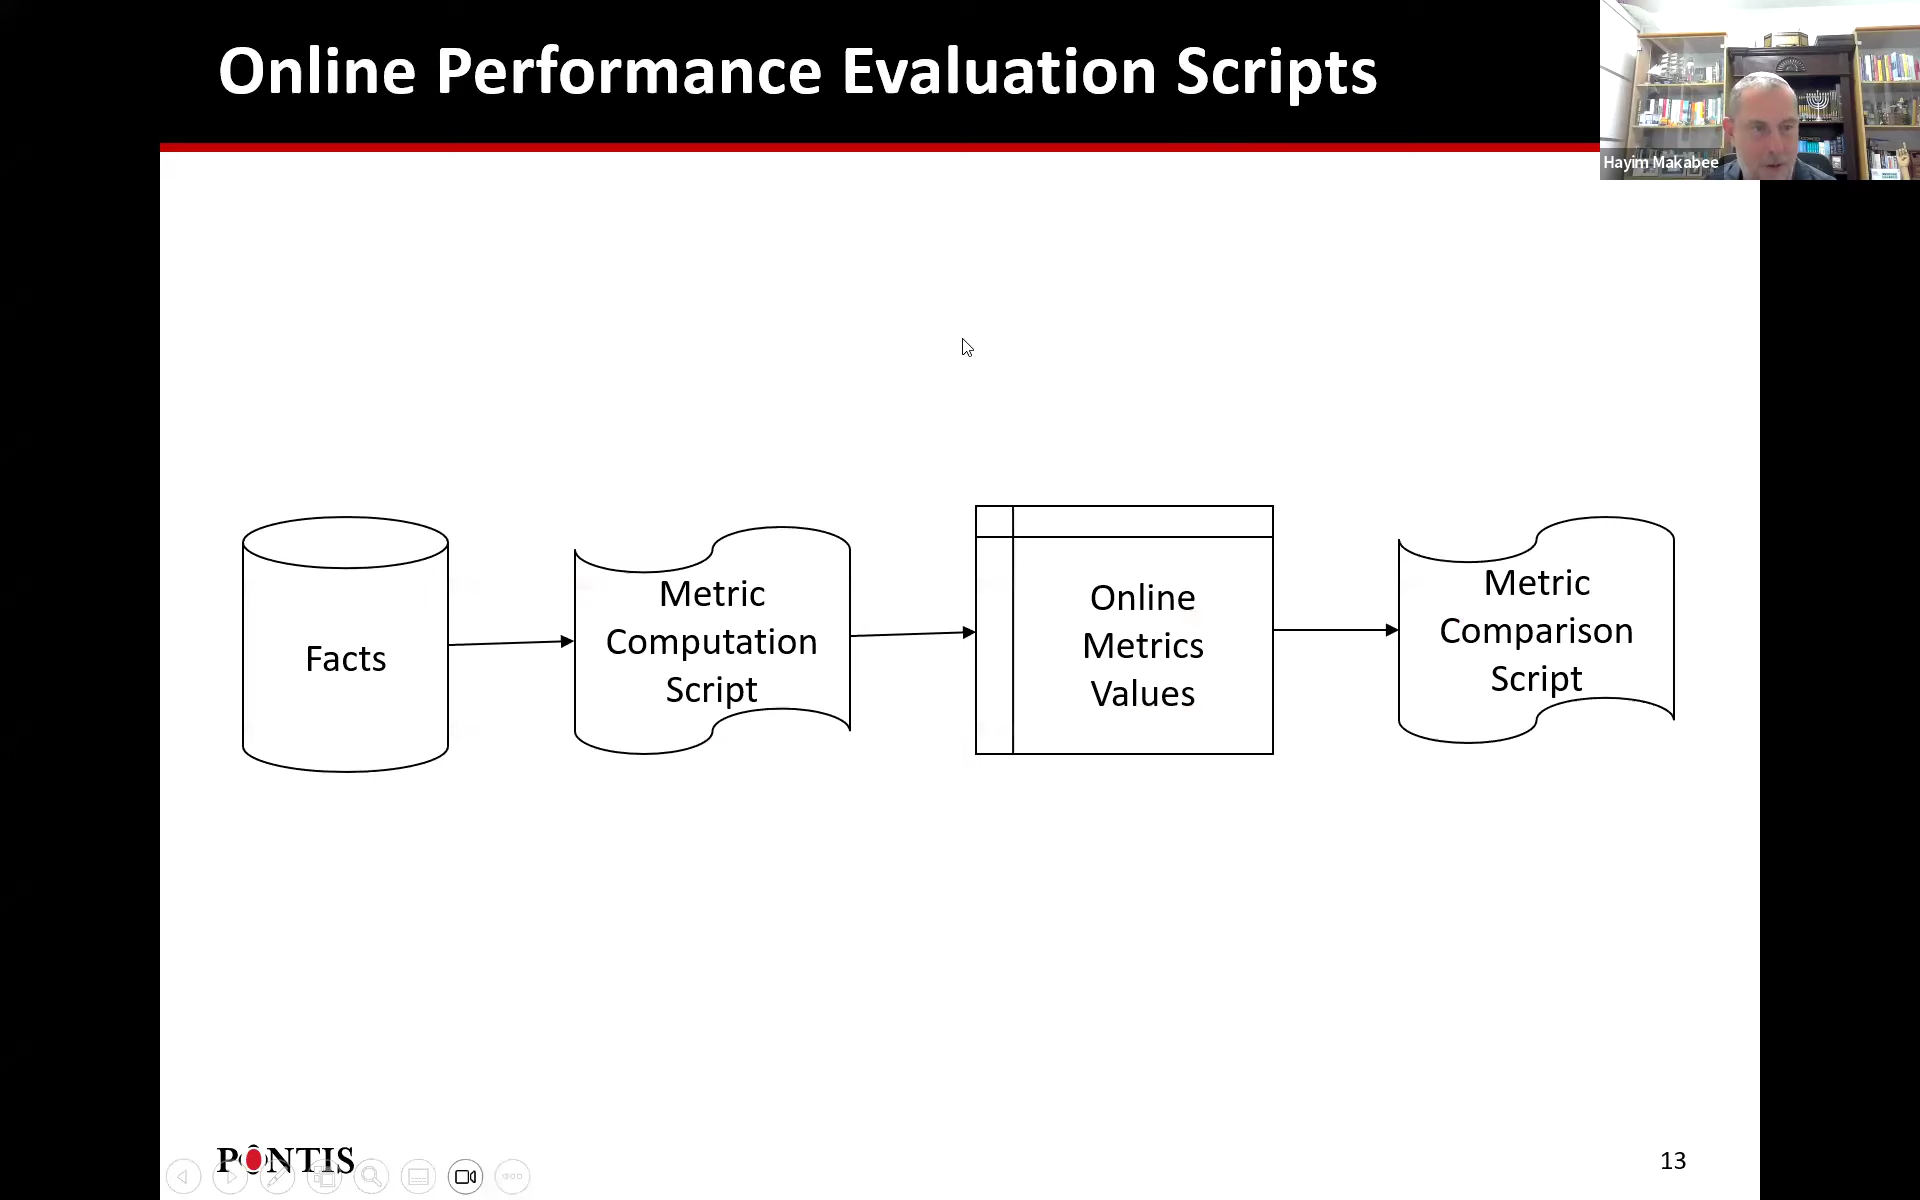 Online Performance Evaluation Scripts
Hayim Makabee
Facts
Metric
Computation
Script
Online
Metrics
Values
Metric
Comparison
Script
PONTIS
13